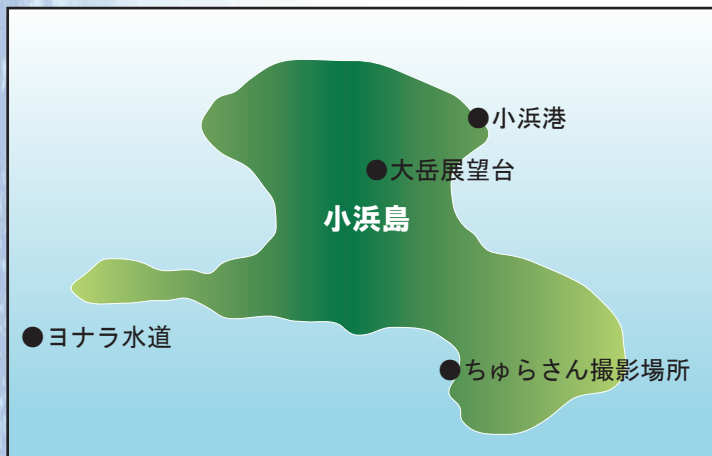 小浜港
大岳展望台
小浜島
ヨナラ水道
ちゅらさん撮影場所